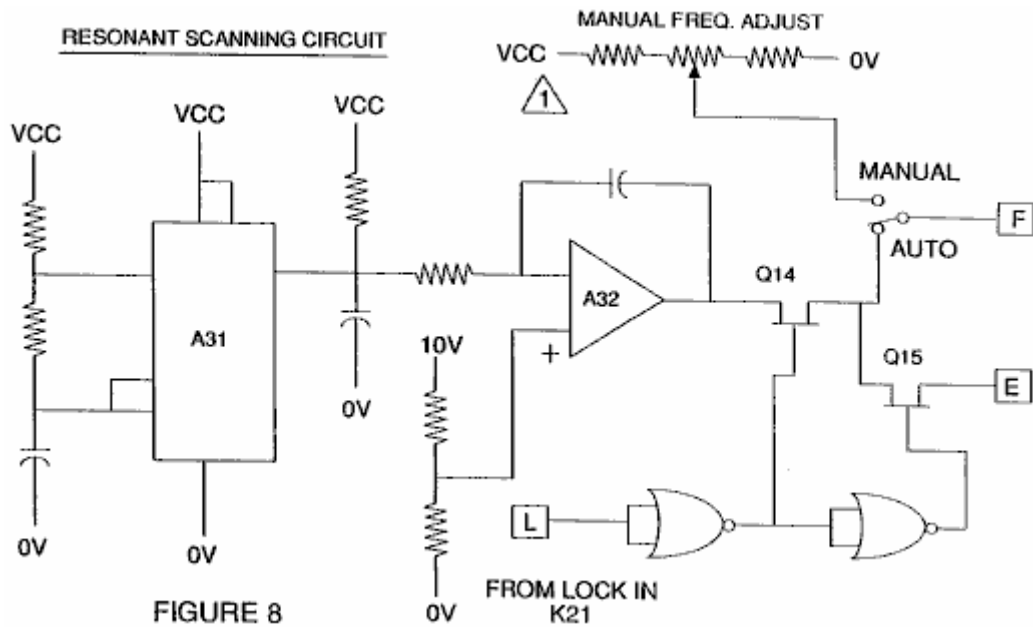 RESONANT SCANNING CIRCUIT
MANUAL FREQ. ADJUST
VCC
0V
1
VCC
VCC
VCC
MANUAL
F
AUTO
A31
A32
Q14
Q15
10V
+
E
0V
L
0V
0V
0V
FROM LOCK IN
K21
FIGURE 8